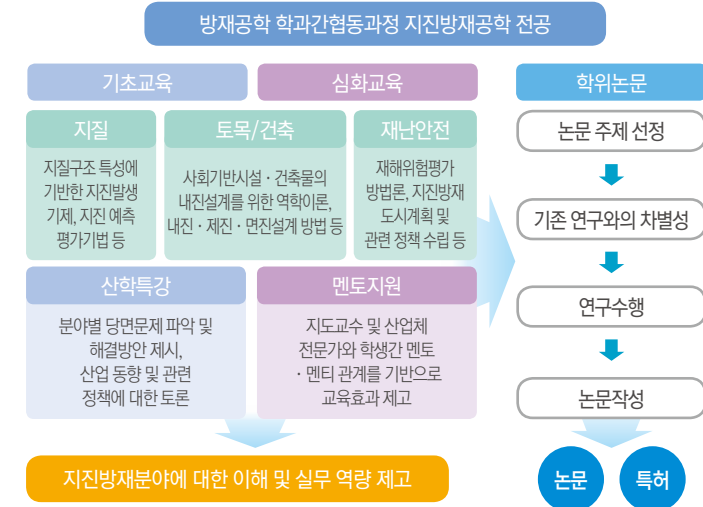 방재공학 학과간협동과정 지진방재공학 전공
기초교육
심화교육
지질
지질구조 특성에
기반한 지진발생
기제, 지진 예측
평가기법 등
토목/건축
사회기반시설 · 건축물의
내진설계를 위한 역학이론,
내진 · 제진 · 면진설계 방법 등
재난안전
재해위험평가
방법론, 지진방재
도시계획 및
관련 정책 수립 등
산학특강
분야별 당면문제 파악 및
해결방안 제시,
산업 동향 및 관련
정책에 대한 토론
멘토지원
지도교수 및 산업체
전문가와 학생간 멘토
· 멘티 관계를 기반으로
교육효과 제고
지진방재분야에 대한 이해 및 실무 역량 제고
학위논문
논문 주제 선정
기존 연구와의 차별성
연구수행
논문작성
논문
특허